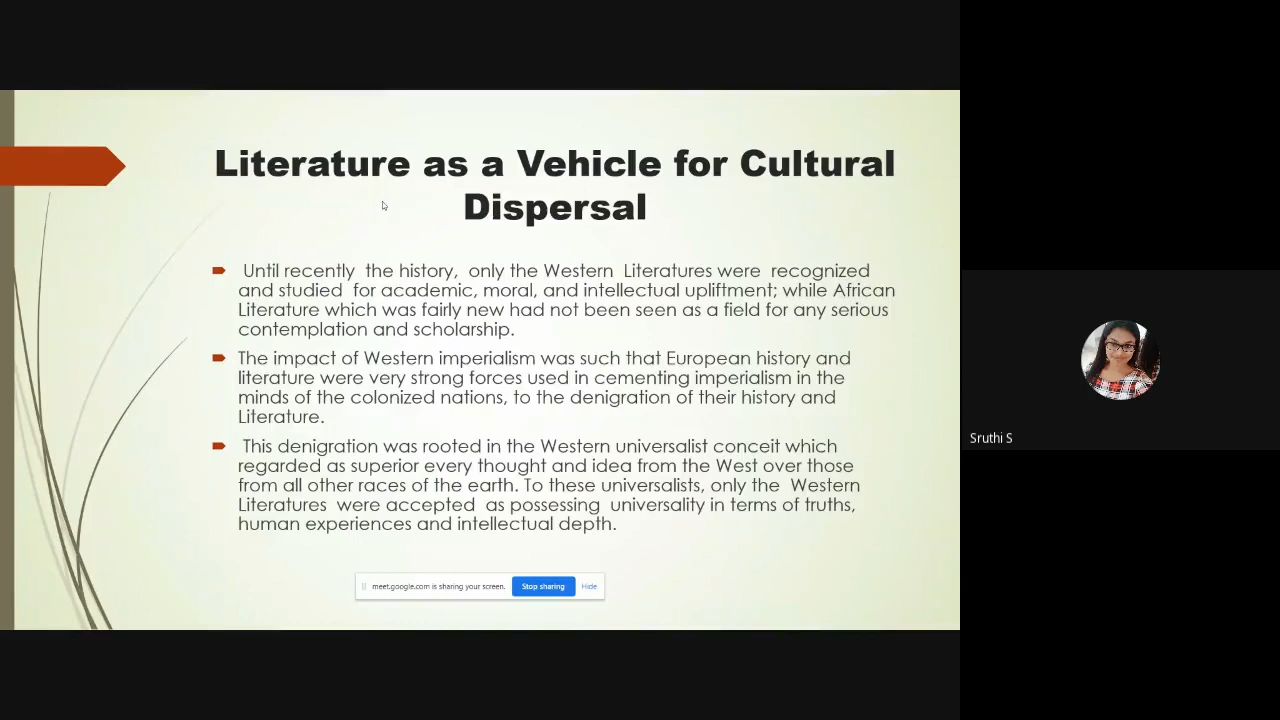 Literature as a Vehicle for Cultural
Dispersal
Until recently the history, only the Western Literatures were recognized
and studied for academic, moral, and intellectual upliftment; while African
Literature which was fairly new had not been seen as a field for any serious
contemplation and scholarship.
The impact of Western imperialism was such that European history and
literature were very strong forces used in cementing imperialism in the
minds of the colonized nations, to the denigration of their history and
Literature.
This denigration was rooted in the Western universalist conceit which
regarded as superior every thought and idea from the West over those
from all other races of the earth. To these universalists, only the Western
Literatures were accepted as possessing universality in terms of truths,
human experiences and intellectual depth.
meet.google.com is sharing your screen. Stop sharing Hide
Sruthi S